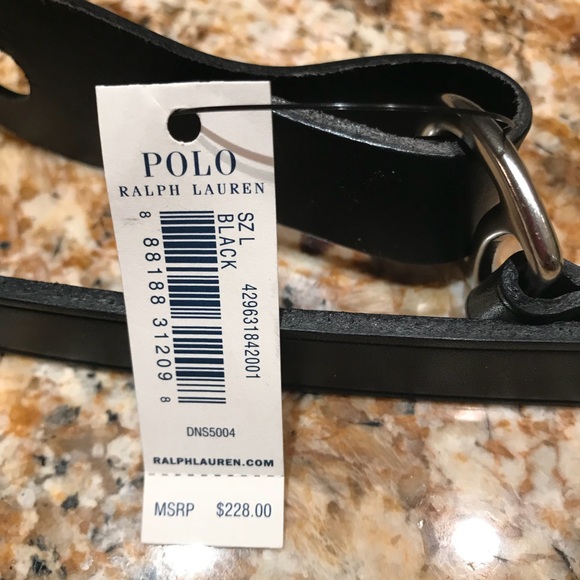 POLO
RALPH LAUREN
SZ L
BLACK
429631842001
8 88188 31209 8
DNS5004
RALPHLAUREN.COM
MSRP $228.00